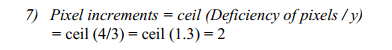 7) Pixel increments = ceil (Deficiency of pixels / y)
= ceil (4/3) = ceil (1.3) = 2